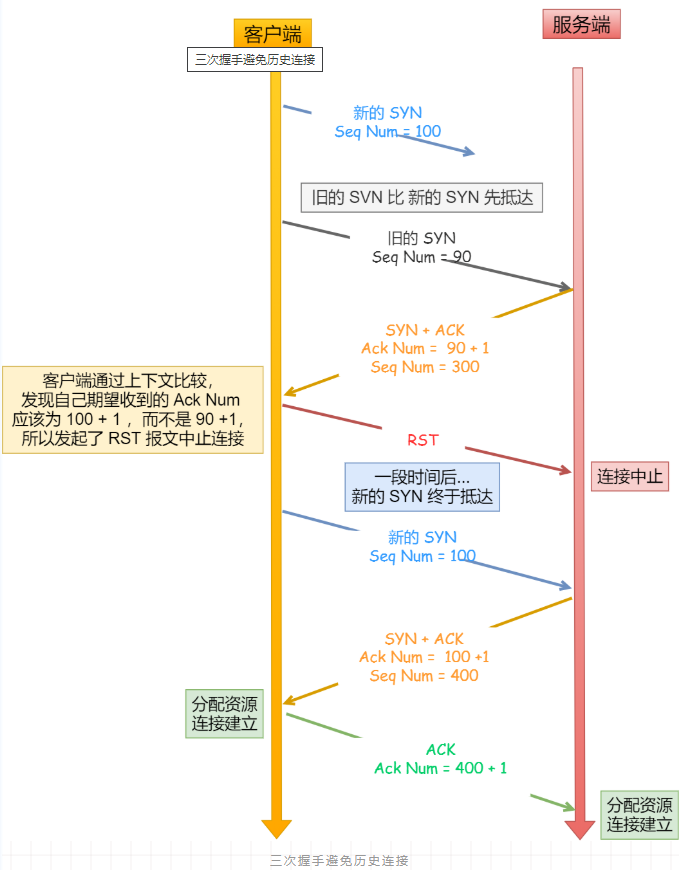 客户端
服务端
三次握手避免历史连接
新的 SYN
Seq Num = 100
旧的 SVN 比 新的 SYN 先抵达
旧的 SYN
Seq Num = 90
SYN + ACK
Ack Num = 90 + 1
Seq Num = 300
客户端通过上下文比较，
发现自己期望收到的 Ack Num
应该为 100 + 1 ，而不是 90 +1，
所以发起了 RST 报文中止连接
RST
一段时间后...
新的 SYN 终于抵达
连接中止
新的 SYN
Seq Num = 100
SYN + ACK
Ack Num = 100 +1
Seq Num = 400
分配资源
连接建立
ACK
Ack Num = 400 + 1
分配资源
连接建立
三次握手避免历史连接